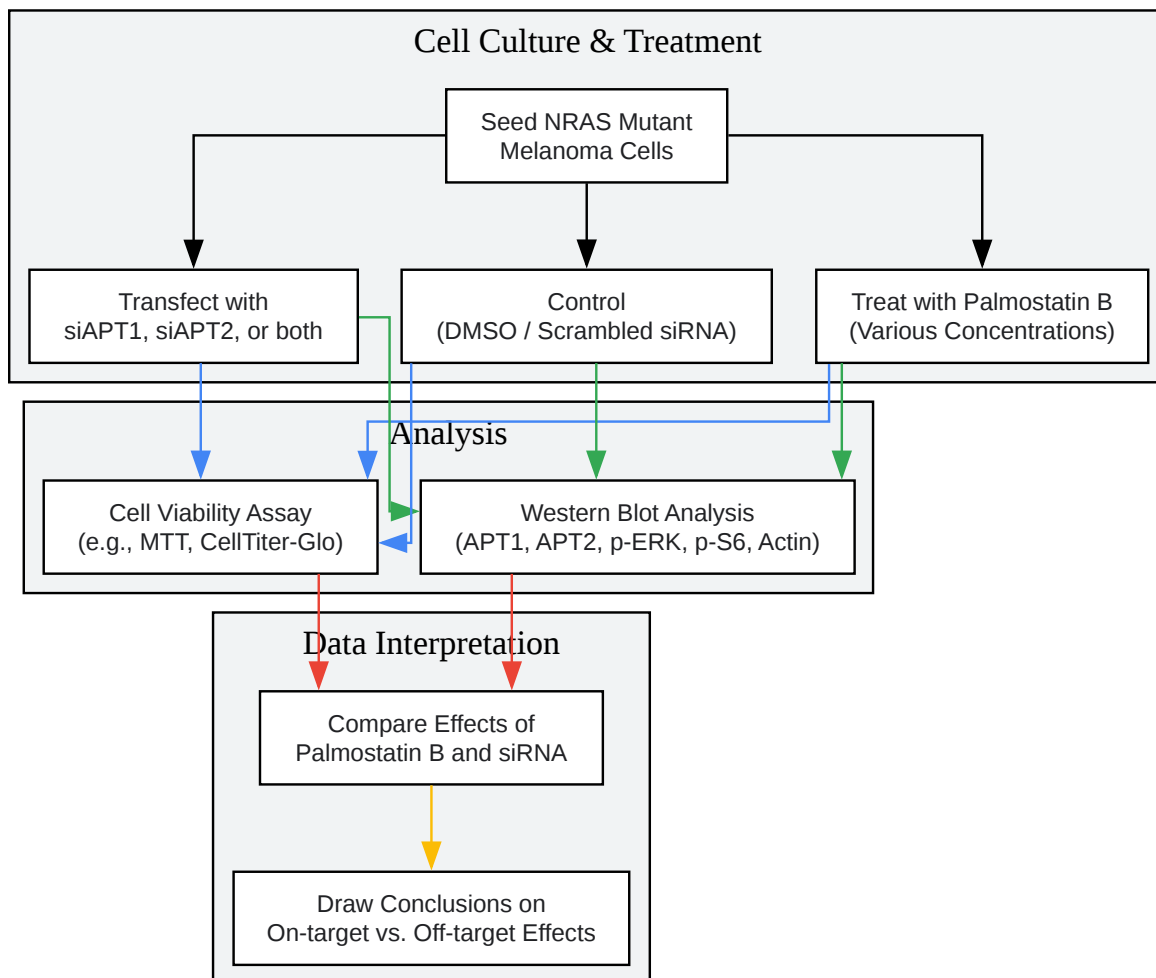 Cell Culture & Treatment
Seed NRAS Mutant
Melanoma Cells
Transfect with
siAPT1, siAPT2, or both
Control
(DMSO / Scrambled siRNA)
Treat with Palmostatin B
(Various Concentrations)
Analysis
Cell Viability Assay
(e.g., MTT, CellTiter-Glo)
Western Blot Analysis
(APT1, APT2, p-ERK, p-S6, Actin)
Data Interpretation
Compare Effects of
Palmostatin B and siRNA
Draw Conclusions on
On-target vs. Off-target Effects